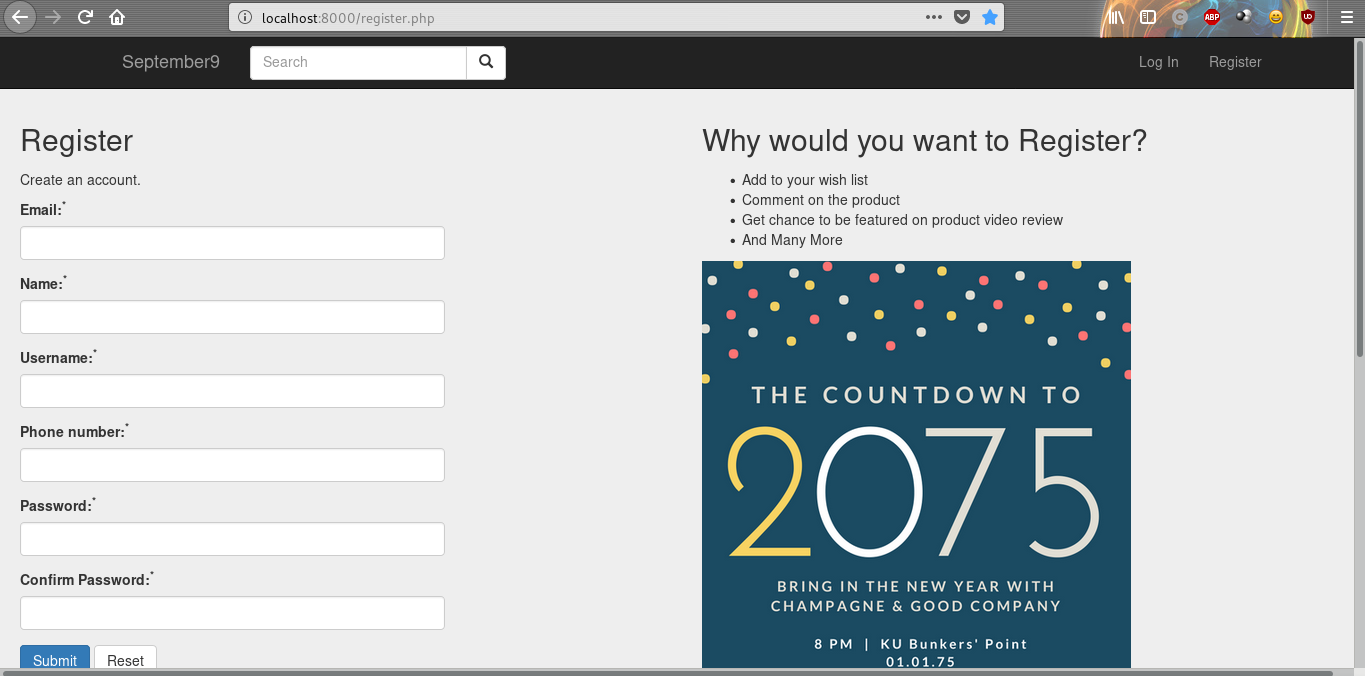 localhost:8000/register.php
ABP
UD
September9
Search
Log In
Register
Register
Create an account.
Email:*
Name:*
Username:*
Phone number:*
Password:*
Confirm Password:*
Submit
Reset
Why would you want to Register?
• Add to your wish list
• Comment on the product
• Get chance to be featured on product video review
• And Many More
THE COUNTDOWN TO
2075
BRING IN THE NEW YEAR WITH
CHAMPAGNE & GOOD COMPANY
8 PM | KU Bunkers' Point
01.01.75